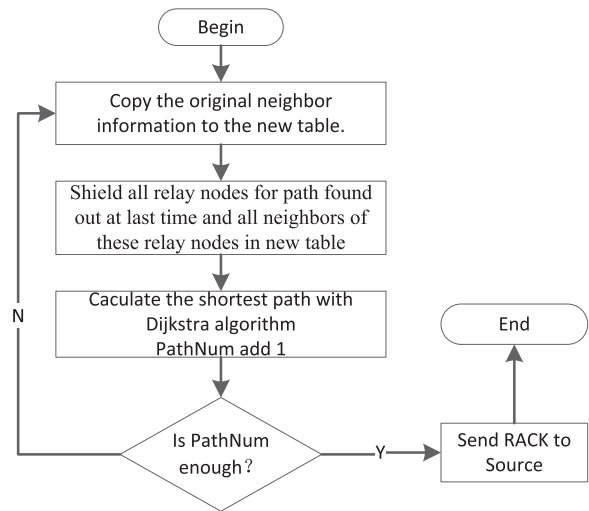 Begin
Copy the original neighbor
information to the new table.
Shield all relay nodes for path found
out at last time and all neighbors of
these relay nodes in new table
Caculate the shortest path with
Dijkstra algorithm
PathNum add 1
N
End
Is PathNum
enough?
Y
Send RACK to
Source